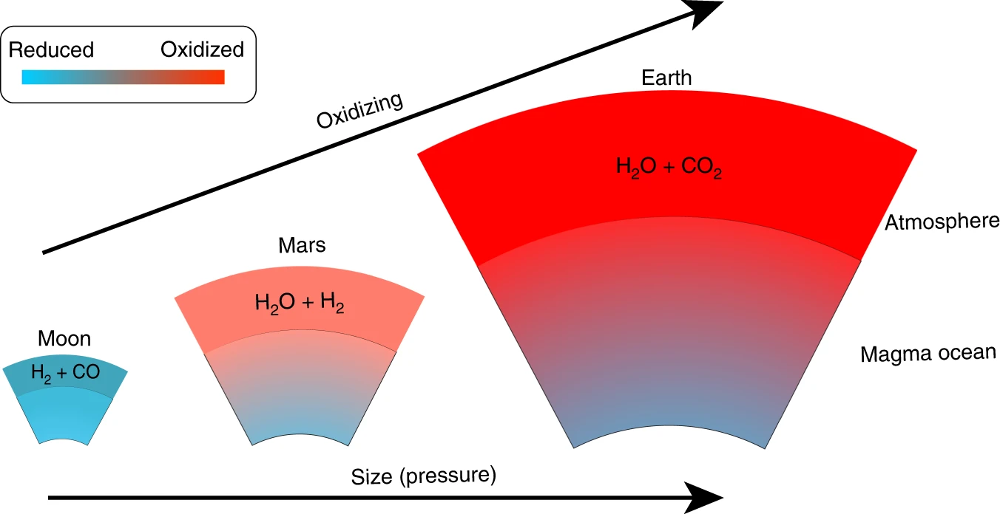 Reduced Oxidized
Oxidizing
Earth
H₂O + CO₂
Atmosphere
Mars
H₂O + H₂
Moon
H₂ + CO
Magma ocean
Size (pressure)